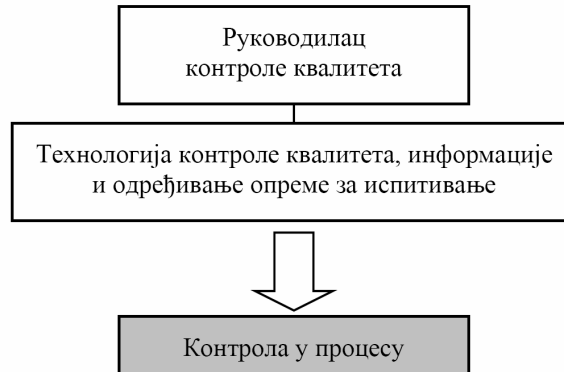 Руководилац
контроле квалитета
Технологија контроле квалитета, информације
и одређивање опреме за испитивање
Контрола у процесу